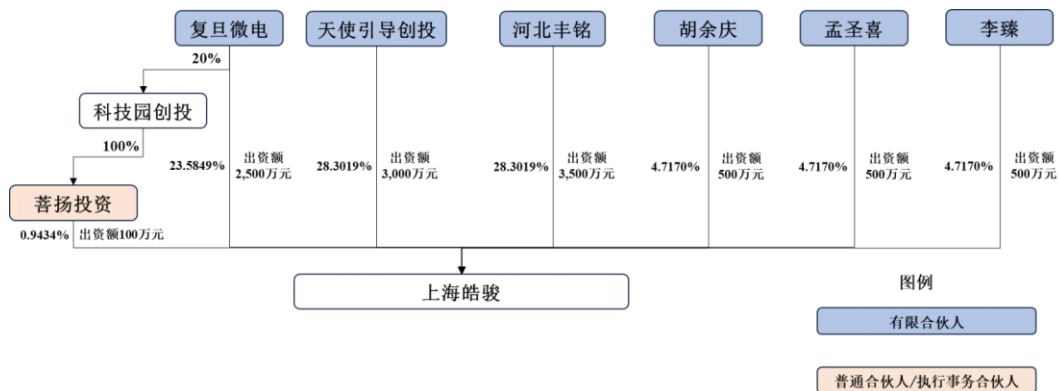 复旦微电
天使引导创投
河北丰铭
胡余庆
孟圣喜
李臻
20%
科技园创投
100%
23.5849%
出资额
2,500万元
28.3019%
出资额
3,000万元
28.3019%
出资额
3,500万元
4.7170%
出资额
500万元
4.7170%
出资额
500万元
4.7170%
出资额
500万元
菩扬投资
0.9434%
出资额100万元
上海皓骏
图例
有限合伙人
普通合伙人/执行事务合伙人